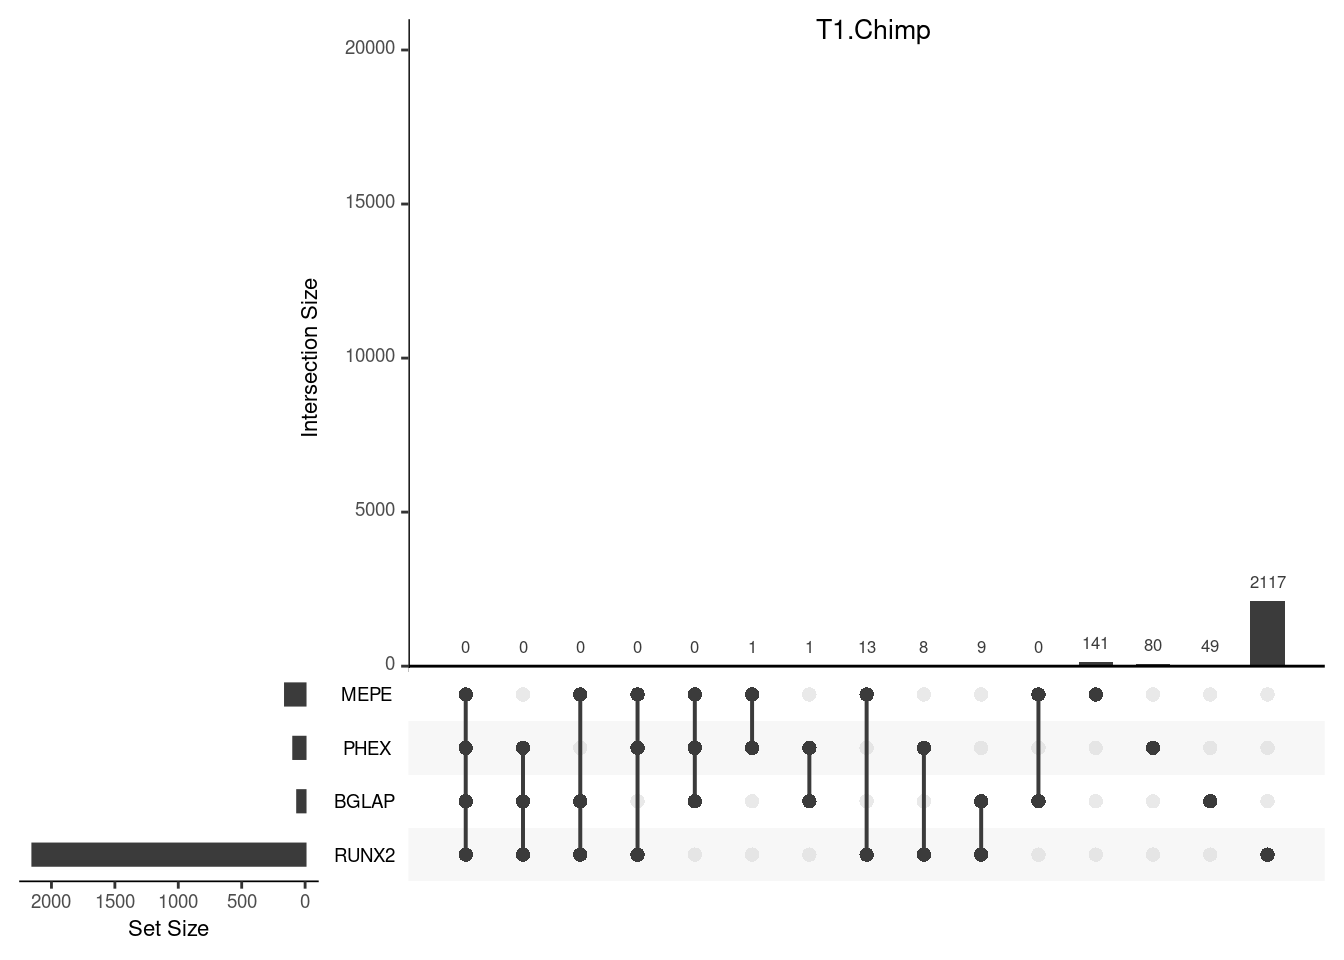 T1.Chimp
20000
15000
10000
5000
0
Intersection Size
0 0 0 0 0 1 1 13 8 9 0 141 80 49 2117
MEPE
PHEX
BGLAP
RUNX2
2000 1500 1000 500 0
Set Size